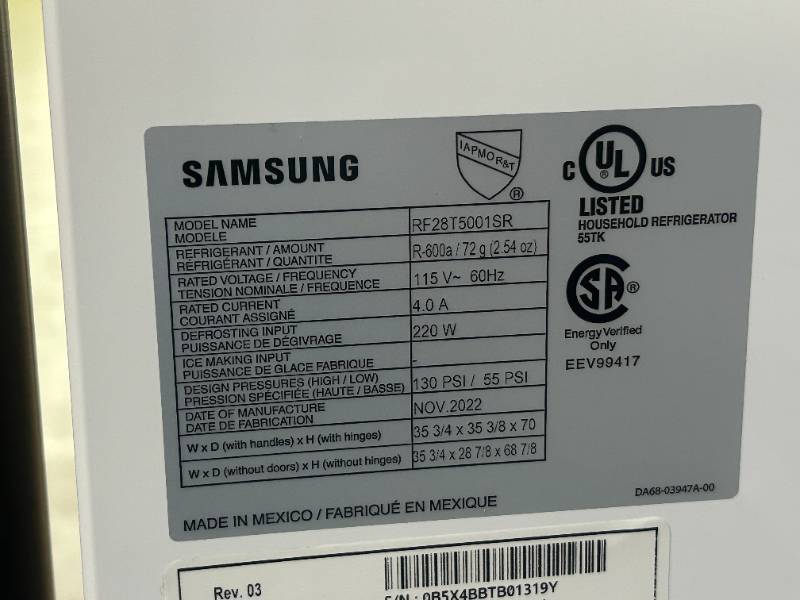 SAMSUNG
IAPMO R&T
®
C UL US
®
LISTED
HOUSEHOLD REFRIGERATOR
55TK
MODEL NAME
MODELE
RF28T5001SR
REFRIGERANT / AMOUNT
RÉFRIGÉRANT / QUANTITE
R-600a / 72 g (2.54 oz)
RATED VOLTAGE / FREQUENCY
TENSION NOMINALE / FREQUENCE
115 V~ 60Hz
RATED CURRENT
COURANT ASSIGNÉ
4.0 A
DEFROSTING INPUT
PUISSANCE DE DÉGIVRAGE
220 W
ICE MAKING INPUT
PUISSANCE DE GLACE FABRIQUE
-
DESIGN PRESSURES (HIGH / LOW)
PRESSION SPÉCIFIÉE (HAUTE / BASSE)
130 PSI / 55 PSI
DATE OF MANUFACTURE
DATE DE FABRICATION
NOV.2022
W x D (with handles) x H (with hinges)
35 3/4 x 35 3/8 x 70
W x D (without doors) x H (without hinges)
35 3/4 x 28 7/8 x 68 7/8
SA ®
Energy Verified
Only
EEV99417
DA68-03947A-00
MADE IN MEXICO / FABRIQUÉ EN MEXIQUE
Rev. 03
S/N : 0B5X4BBTB01319Y